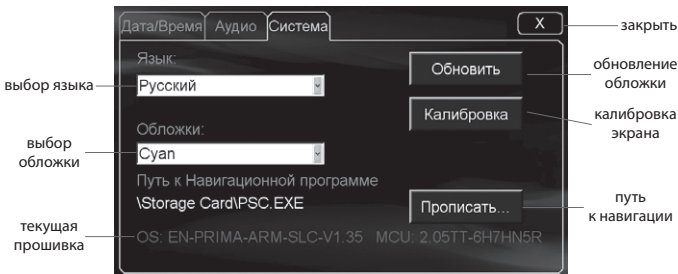 Дата/Время Аудио Система X
закрыть
Язык:
Обновить
обновление
обложки
выбор языка
Русский
Калибровка
калибровка
экрана
Обложки:
выбор
обложки
Cyan
Путь к Навигационной программе
\Storage Card\PSC.EXE
Прописать...
путь
к навигации
текущая
прошивка
OS: EN-PRIMA-ARM-SLC-V1.35 MCU: 2.05TT-6H7HN5R